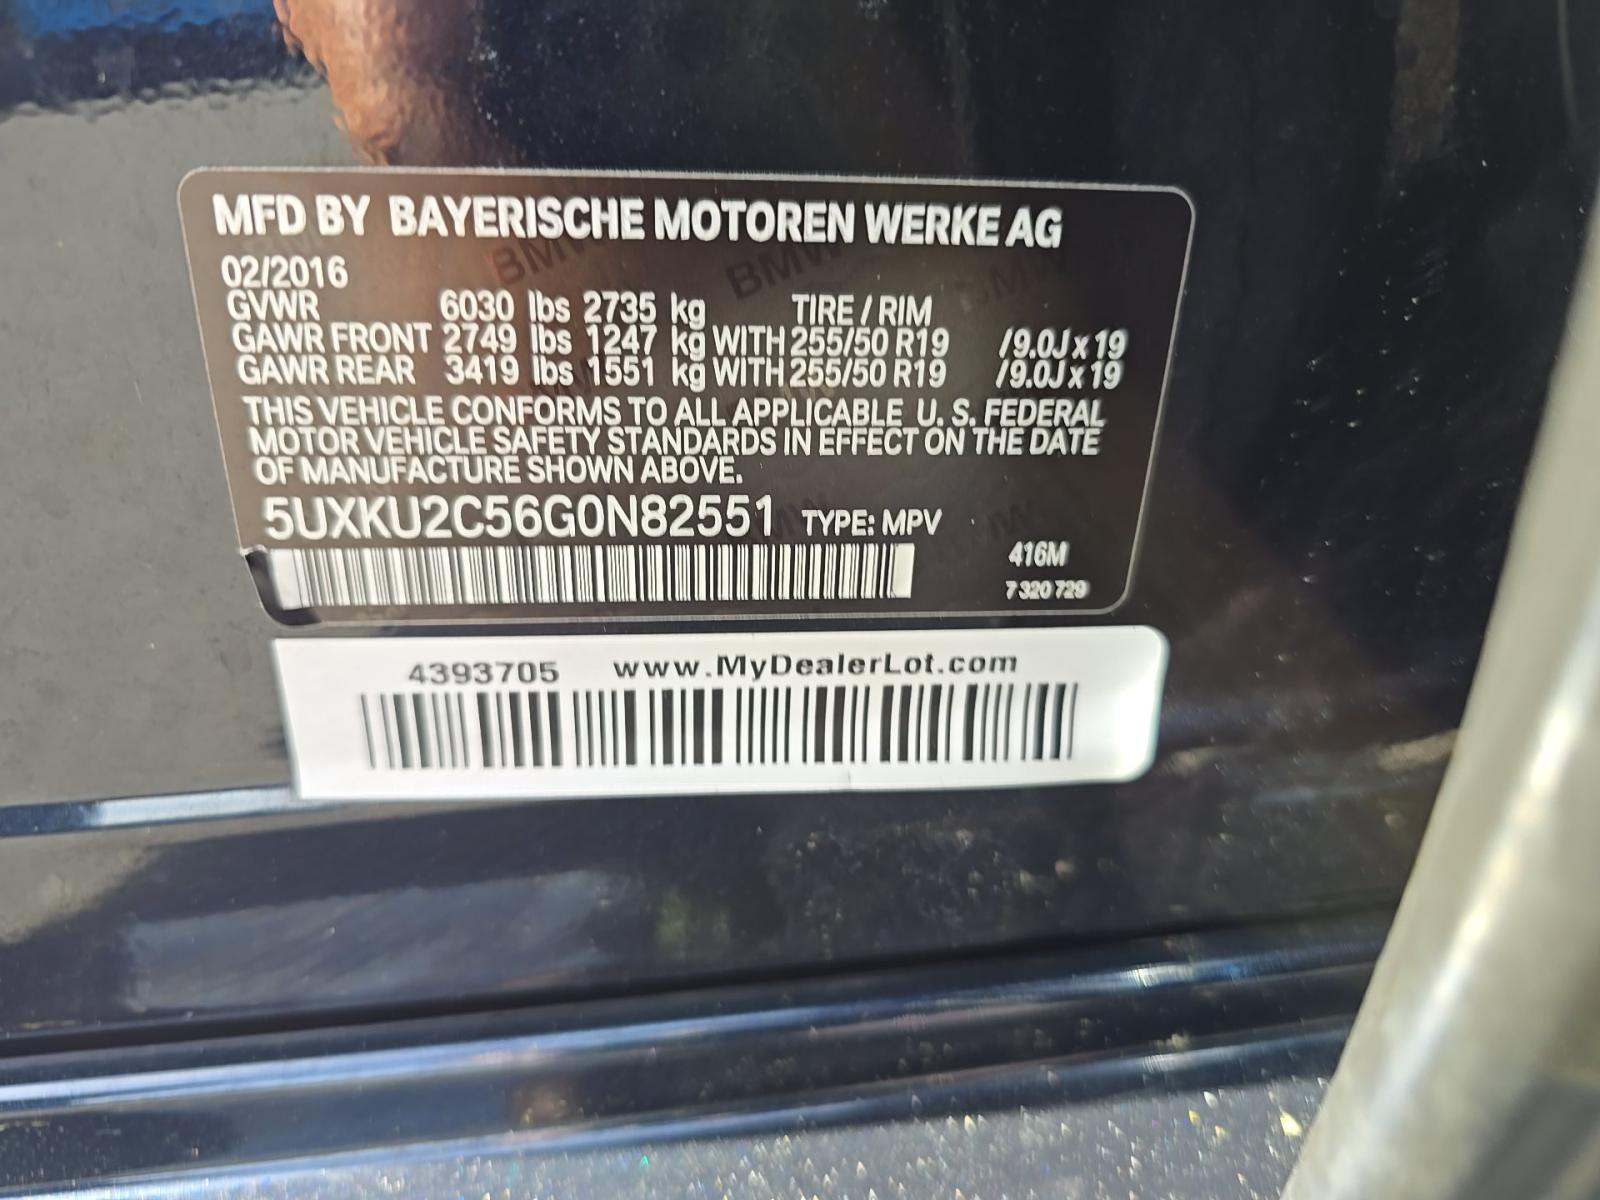 MFD BY BAYERISCHE MOTOREN WERKE AG
02/2016
GVWR 6030 lbs 2735 kg TIRE / RIM
GAWR FRONT 2749 lbs 1247 kg WITH 255/50 R19 /9.0J x 19
GAWR REAR 3419 lbs 1551 kg WITH 255/50 R19 /9.0J x 19
THIS VEHICLE CONFORMS TO ALL APPLICABLE U. S. FEDERAL
MOTOR VEHICLE SAFETY STANDARDS IN EFFECT ON THE DATE
OF MANUFACTURE SHOWN ABOVE.
5UXKU2C56G0N82551 TYPE: MPV
416M
7 320 729
4393705 www.MyDealerLot.com